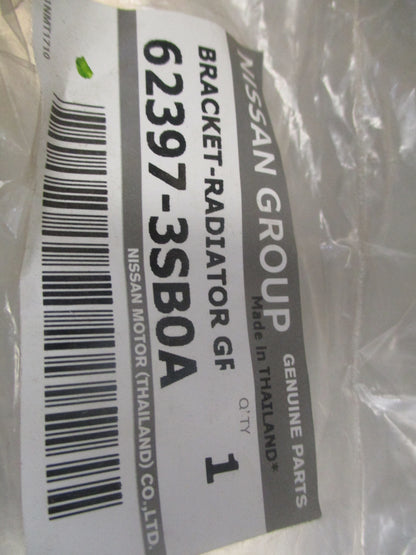 NISSAN GROUP GENUINE PARTS
Made in THAILAND*
BRACKET-RADIATOR GF
Q'TY 1
62397-3SB0A
NISSAN MOTOR (THAILAND) CO.,LTD.